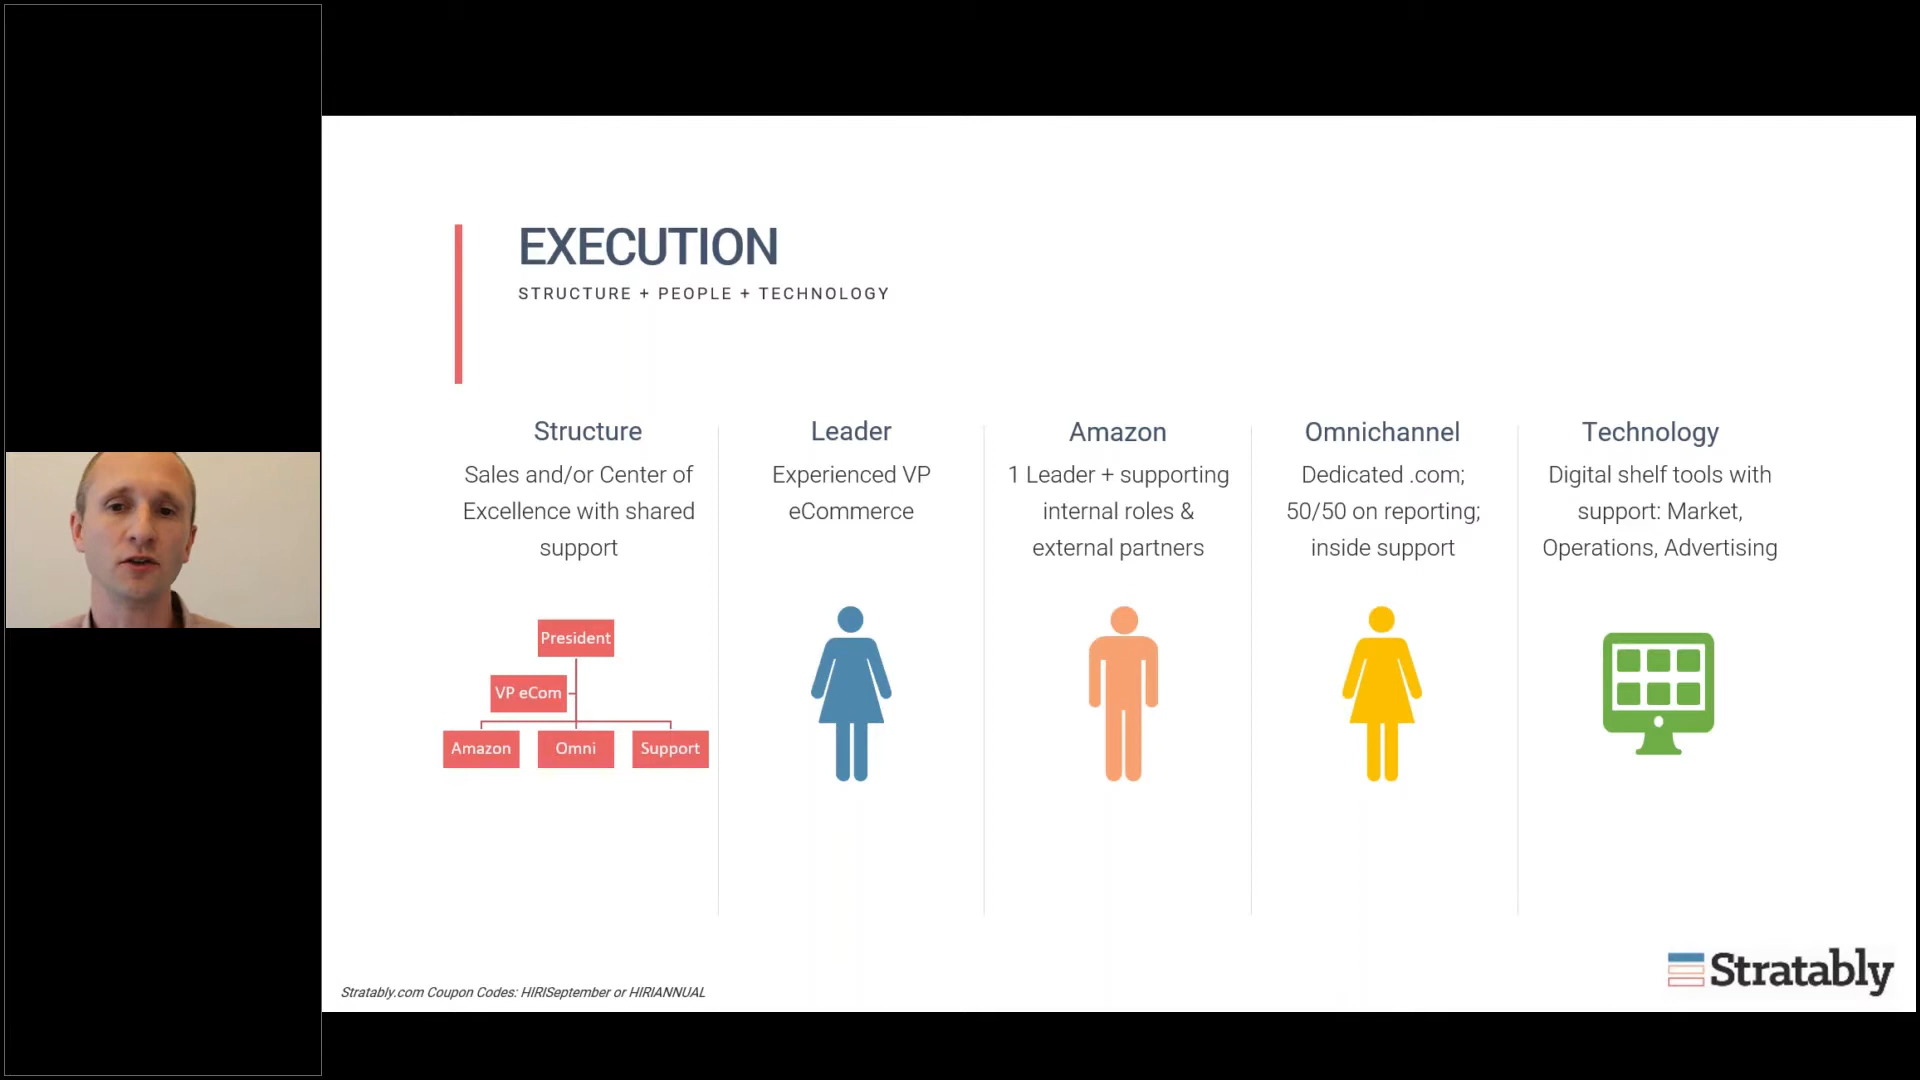 EXECUTION
STRUCTURE + PEOPLE + TECHNOLOGY
Structure
Sales and/or Center of
Excellence with shared
support
President
VP eCom
Amazon
Omni
Support
Leader
Experienced VP
eCommerce
Amazon
1 Leader + supporting
internal roles &
external partners
Omnichannel
Dedicated .com;
50/50 on reporting;
inside support
Technology
Digital shelf tools with
support: Market,
Operations, Advertising
Stratably.com Coupon Codes: HIRISeptember or HIRIANNUAL
Stratably